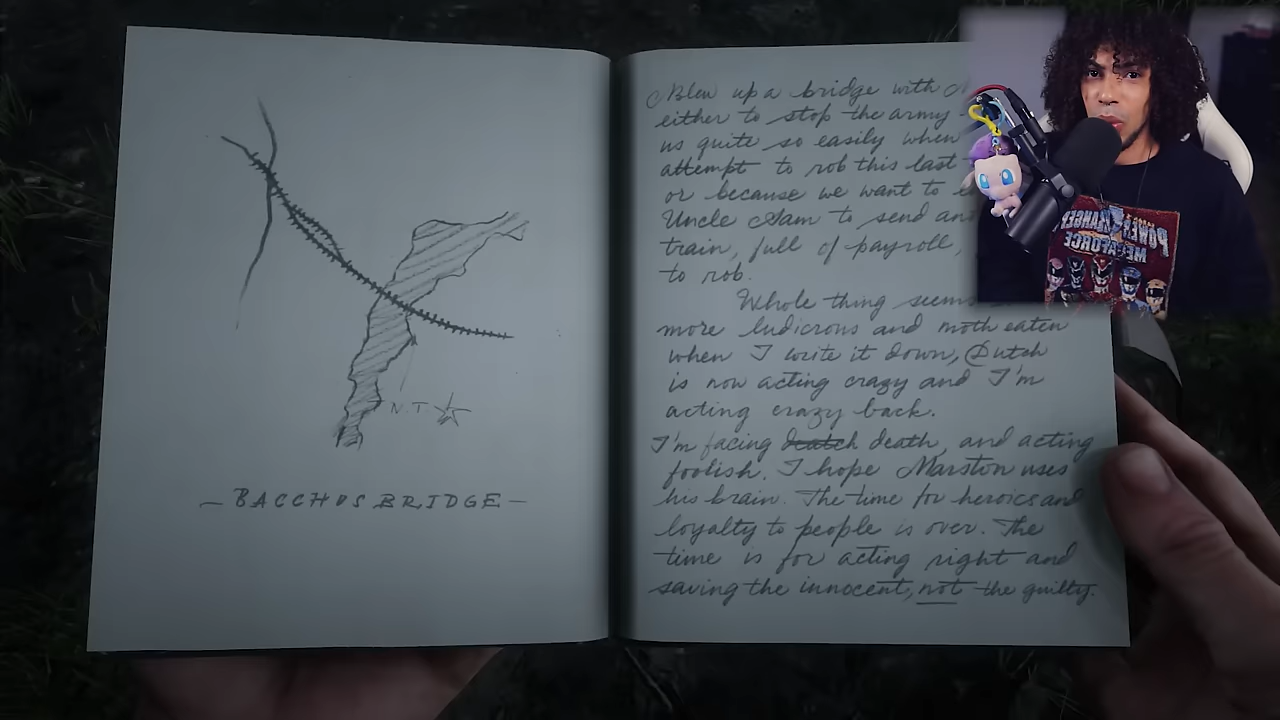 N.T
— BACCHUS BRIDGE —
Blew up a bridge with
either to stop the army
us quite so easily when
attempt to rob this last
or because we want to
Uncle Sam to send
train, full of payroll,
to rob.
Whole thing seems
more ludicrous and moth eaten
when I write it down, Dutch
is now acting crazy and I'm
acting crazy back.
I'm facing death, and acting
foolish. I hope Marston uses
his brain. The time for heroics and
loyalty to people is over. The
time is for acting right and
saving the innocent, not the guilty.
POWER RANGERS
MEGAFORCE